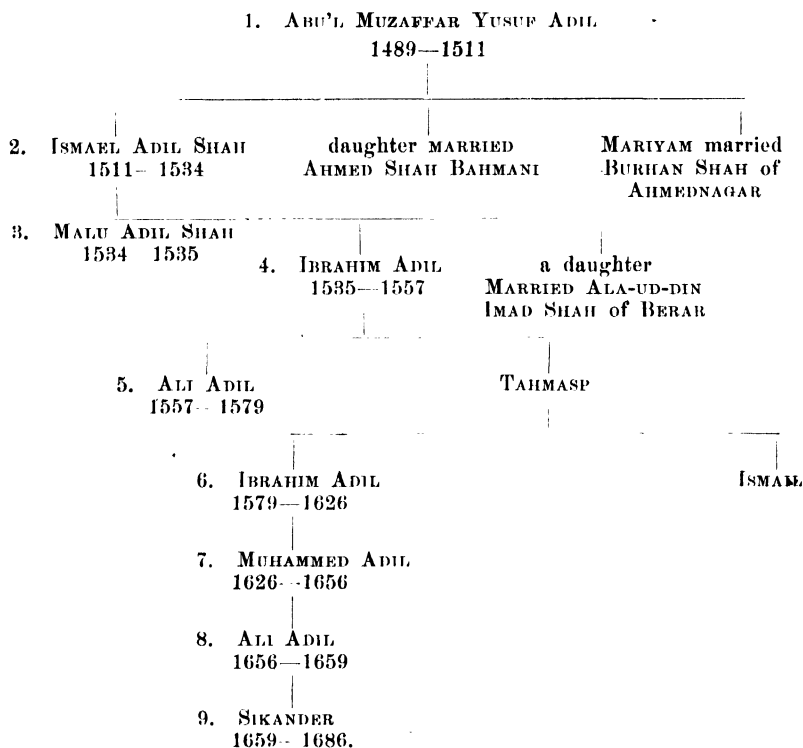 1. ABU'L MUZAFFAR YUSUF ADIL
1489—1511
2. ISMAEL ADIL SHAH
1511– 1534
daughter MARRIED
AHMED SHAH BAHMANI
MARIYAM married
BURHAN SHAH of
AHMEDNAGAR
3. MALU ADIL SHAH
1534 1535
4. IBRAHIM ADIL
1535—1557
a daughter
MARRIED ALA-UD-DIN
IMAD SHAH of BERAR
5. ALI ADIL
1557– 1579
TAHMASP
6. IBRAHIM ADIL
1579—1626
ISMAIL
7. MUHAMMED ADIL
1626–1656
8. ALI ADIL
1656—1659
9. SIKANDER
1659– 1686.